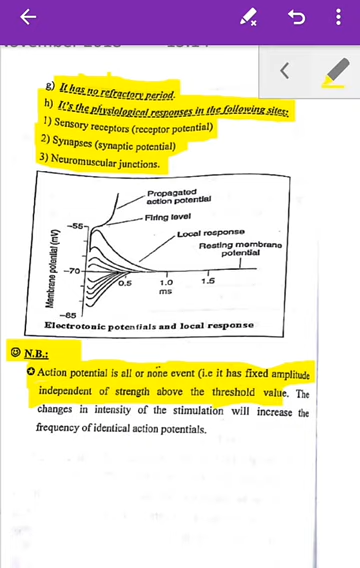 g) It has no refractory period.
h) It's the physiological responses in the following sites:
1) Sensory receptors (receptor potential)
2) Synapses (synaptic potential)
3) Neuromuscular junctions.
Propagated
action potential
-55
Firing level
Local response
Resting membrane
potential
Membrane potential (mV)
-70
0.5
1.0
1.5
ms
-85
Electrotonic potentials and local response
N.B.:
Action potential is all or none event (i.e it has fixed amplitude
independent of strength above the threshold value. The
changes in intensity of the stimulation will increase the
frequency of identical action potentials.